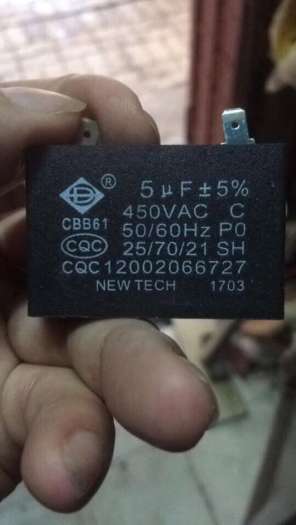 ® 5μF±5%
CBB61 450VAC C
50/60Hz P0
CQC 25/70/21 SH
CQC12002066727
NEW TECH 1703